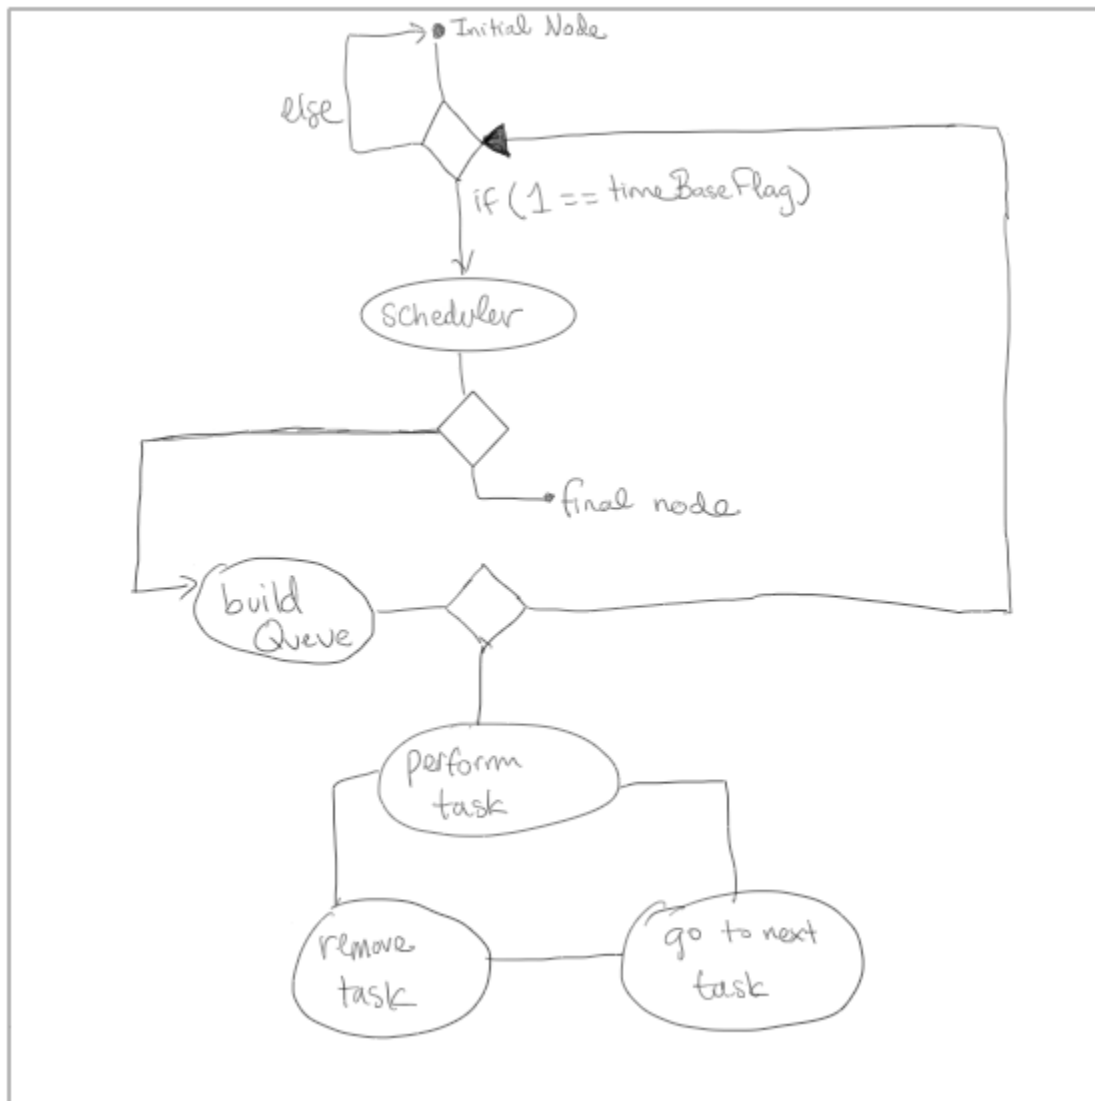 Initial Node
else
if (1 == timeBaseFlag)
scheduler
final node
build
Queue
perform
task
remove
task
go to next
task